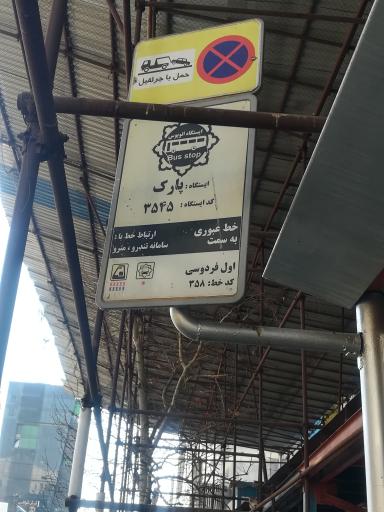 حمل با جرثقیل
ایستگاه اتوبوس
Bus stop
ایستگاه: پارک
کد ایستگاه: ۳۵۴۵
خط عبوری
به سمت
ارتباط خط با:
سامانه تندرو، مترو
اول فردوسی
کد خط: ۳۵۸